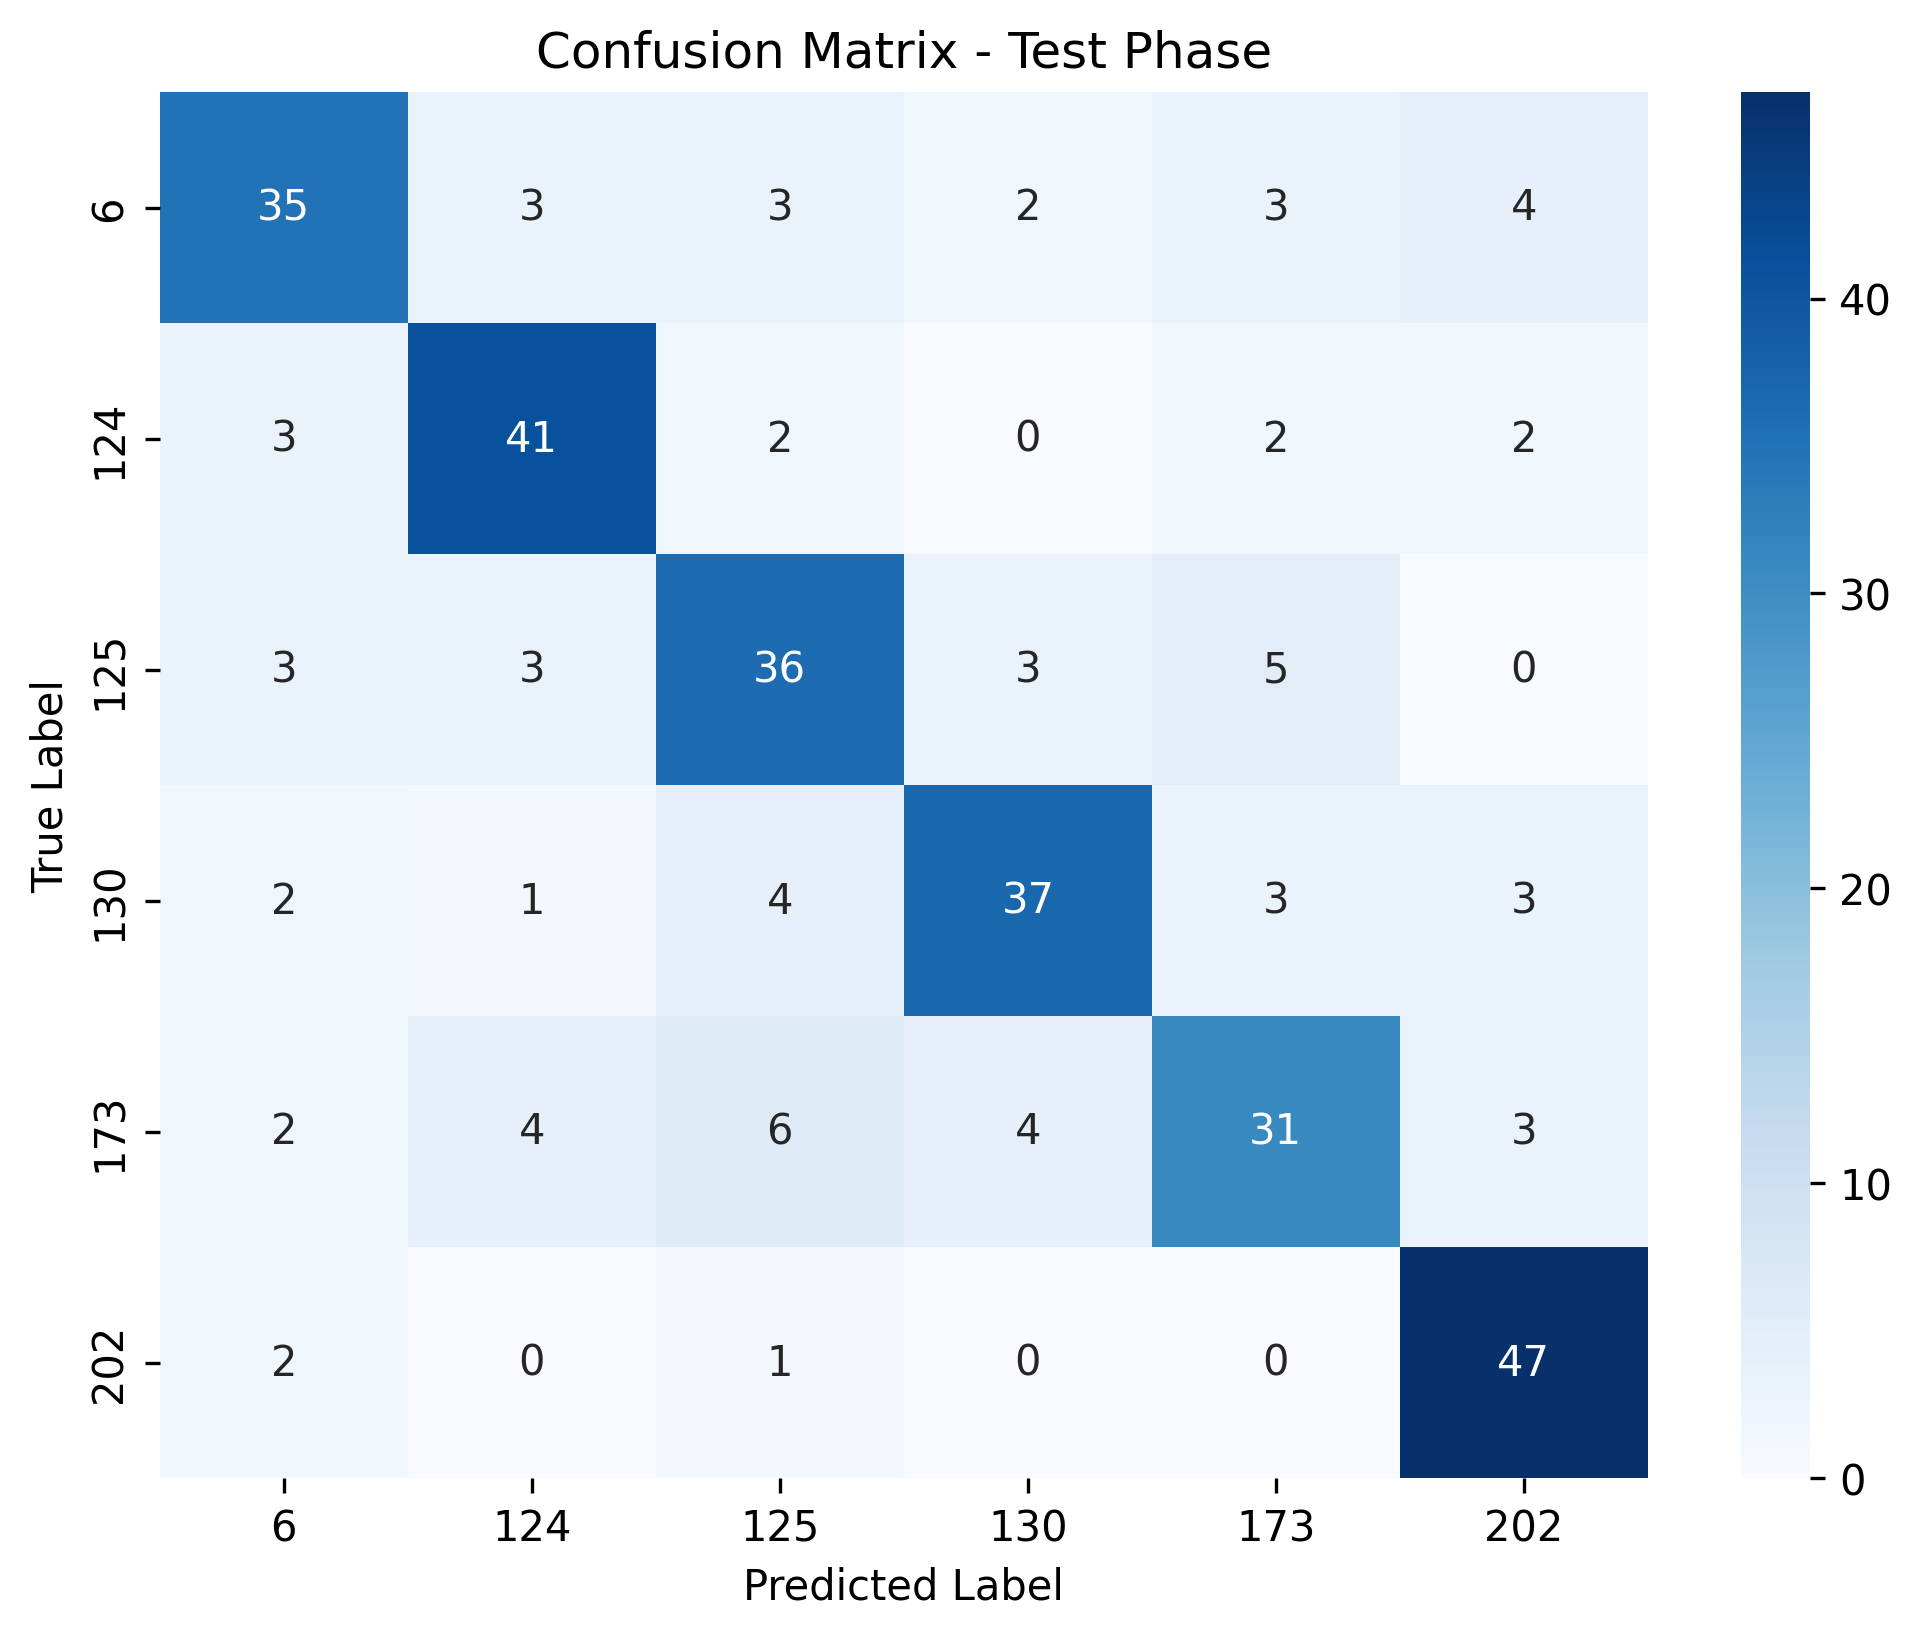 Confusion Matrix - Test Phase
6 35 3 3 2 3 4
124 3 41 2 0 2 2
125 3 3 36 3 5 0
130 2 1 4 37 3 3
173 2 4 6 4 31 3
202 2 0 1 0 0 47
6 124 125 130 173 202
Predicted Label
True Label
40
30
20
10
0